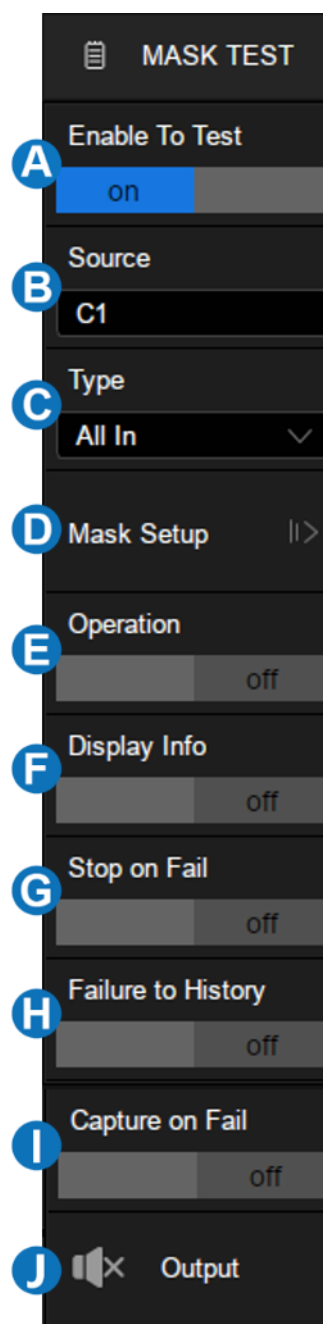 MASK TEST
A
Enable To Test
on
B
Source
C1
C
Type
All In
D
Mask Setup
E
Operation
off
F
Display Info
off
G
Stop on Fail
off
H
Failure to History
off
I
Capture on Fail
off
J
Output